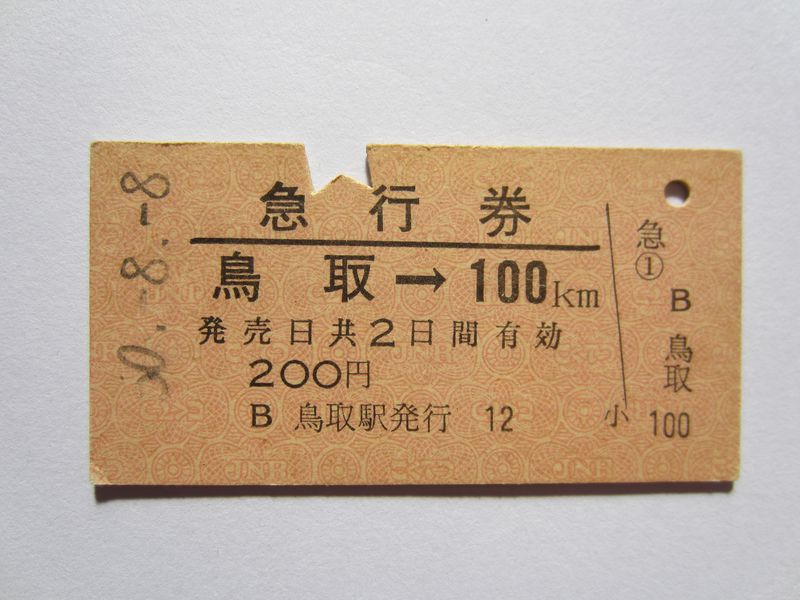 50.-8.-8
急行券
鳥取→100km
発売日共2日間有効
200円
B 鳥取駅発行 12
急①
B
鳥取
小 100